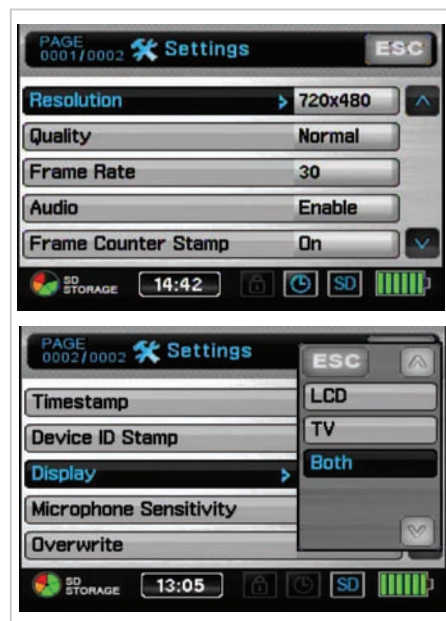 PAGE
0001/0002 Settings ESC
Resolution > 720x480
Quality Normal
Frame Rate 30
Audio Enable
Frame Counter Stamp On
SD
STORAGE 14:42 SD
PAGE
0002/0002 Settings
ESC
Timestamp LCD
Device ID Stamp TV
Display > Both
Microphone Sensitivity
Overwrite
SD
STORAGE 13:05 SD